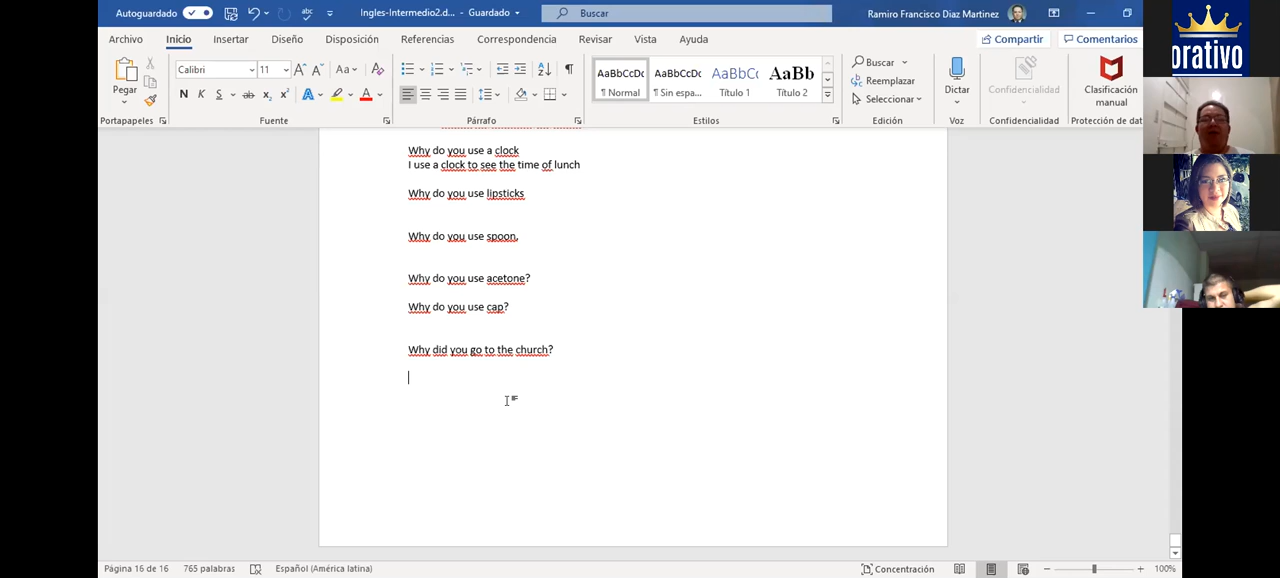 Autoguardado
Ingles-Intermedio2.d... - Guardado
Buscar
Ramiro Francisco Diaz Martinez
orativo
Archivo Inicio Insertar Diseño Disposición Referencias Correspondencia Revisar Vista Ayuda
Compartir Comentarios
Pegar
Calibri 11
N K S ab x₂ x²
AaBbCcDc AaBbCcDc AaBbCc AaBb
¶ Normal ¶ Sin espa... Título 1 Título 2
Buscar
Reemplazar
Seleccionar
Dictar
Confidencialidad
Clasificación
manual
Portapapeles Fuente Párrafo Estilos Edición Voz Confidencialidad Protección de dat
Why do you use a clock
I use a clock to see the time of lunch
Why do you use lipsticks
Why do you use spoon,
Why do you use acetone?
Why do you use cap?
Why did you go to the church?
Página 16 de 16 765 palabras Español (América latina)
Concentración
100%